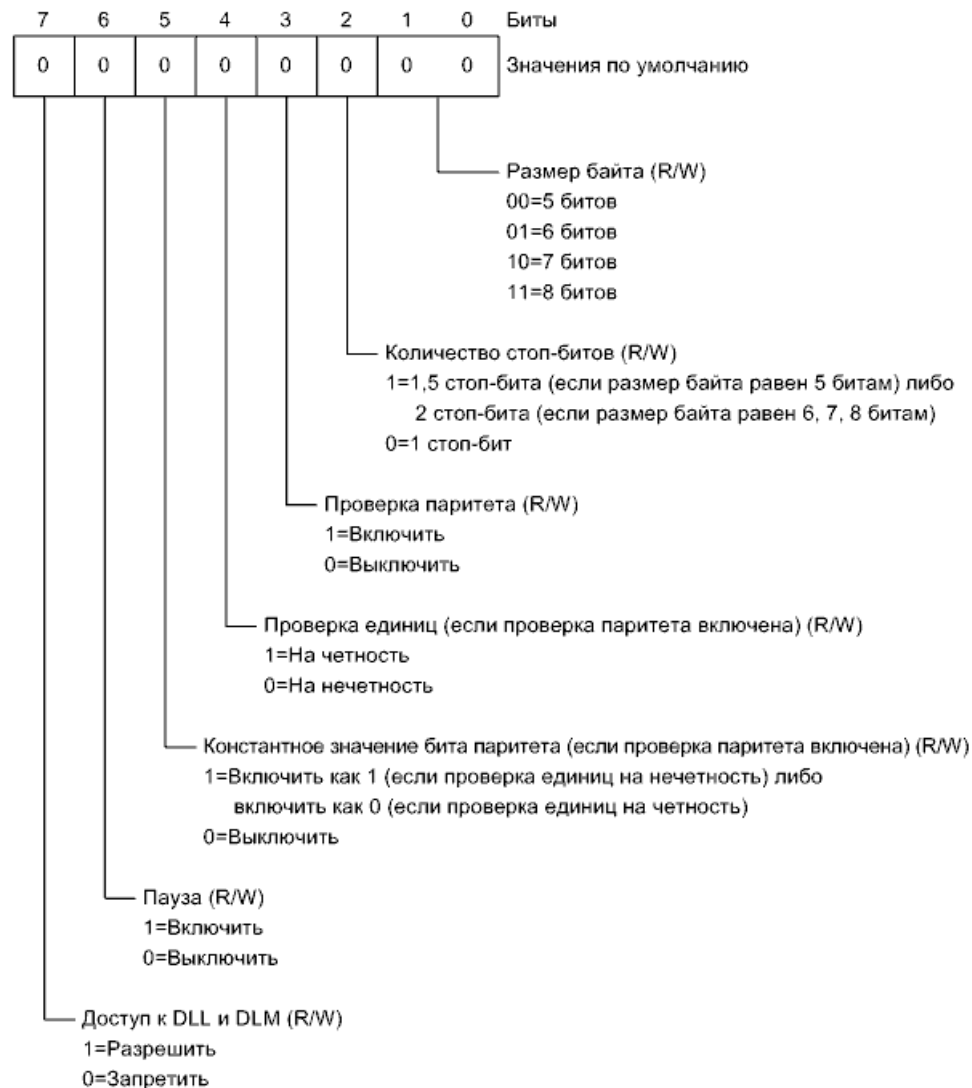 7 6 5 4 3 2 1 0 Биты
0 0 0 0 0 0 0 0 Значения по умолчанию
Размер байта (R/W)
00=5 битов
01=6 битов
10=7 битов
11=8 битов
Количество стоп-битов (R/W)
1=1,5 стоп-бита (если размер байта равен 5 битам) либо
2 стоп-бита (если размер байта равен 6, 7, 8 битам)
0=1 стоп-бит
Проверка паритета (R/W)
1=Включить
0=Выключить
Проверка единиц (если проверка паритета включена) (R/W)
1=На четность
0=На нечетность
Константное значение бита паритета (если проверка паритета включена) (R/W)
1=Включить как 1 (если проверка единиц на нечетность) либо
включить как 0 (если проверка единиц на четность)
0=Выключить
Пауза (R/W)
1=Включить
0=Выключить
Доступ к DLL и DLM (R/W)
1=Разрешить
0=Запретить